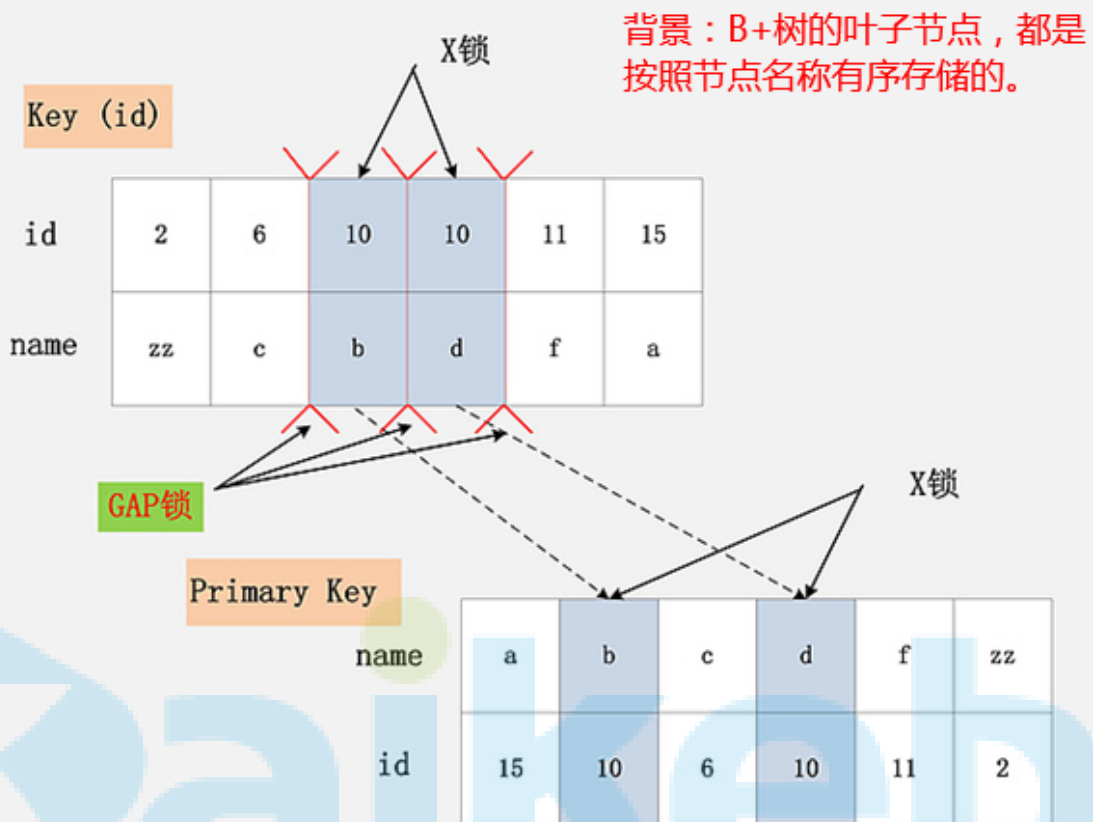 背景：B+树的叶子节点，都是
按照节点名称有序存储的。
X锁
Key (id)
id 2 6 10 10 11 15
name zz c b d f a
GAP锁
X锁
Primary Key
name a b c d f zz
id 15 10 6 10 11 2